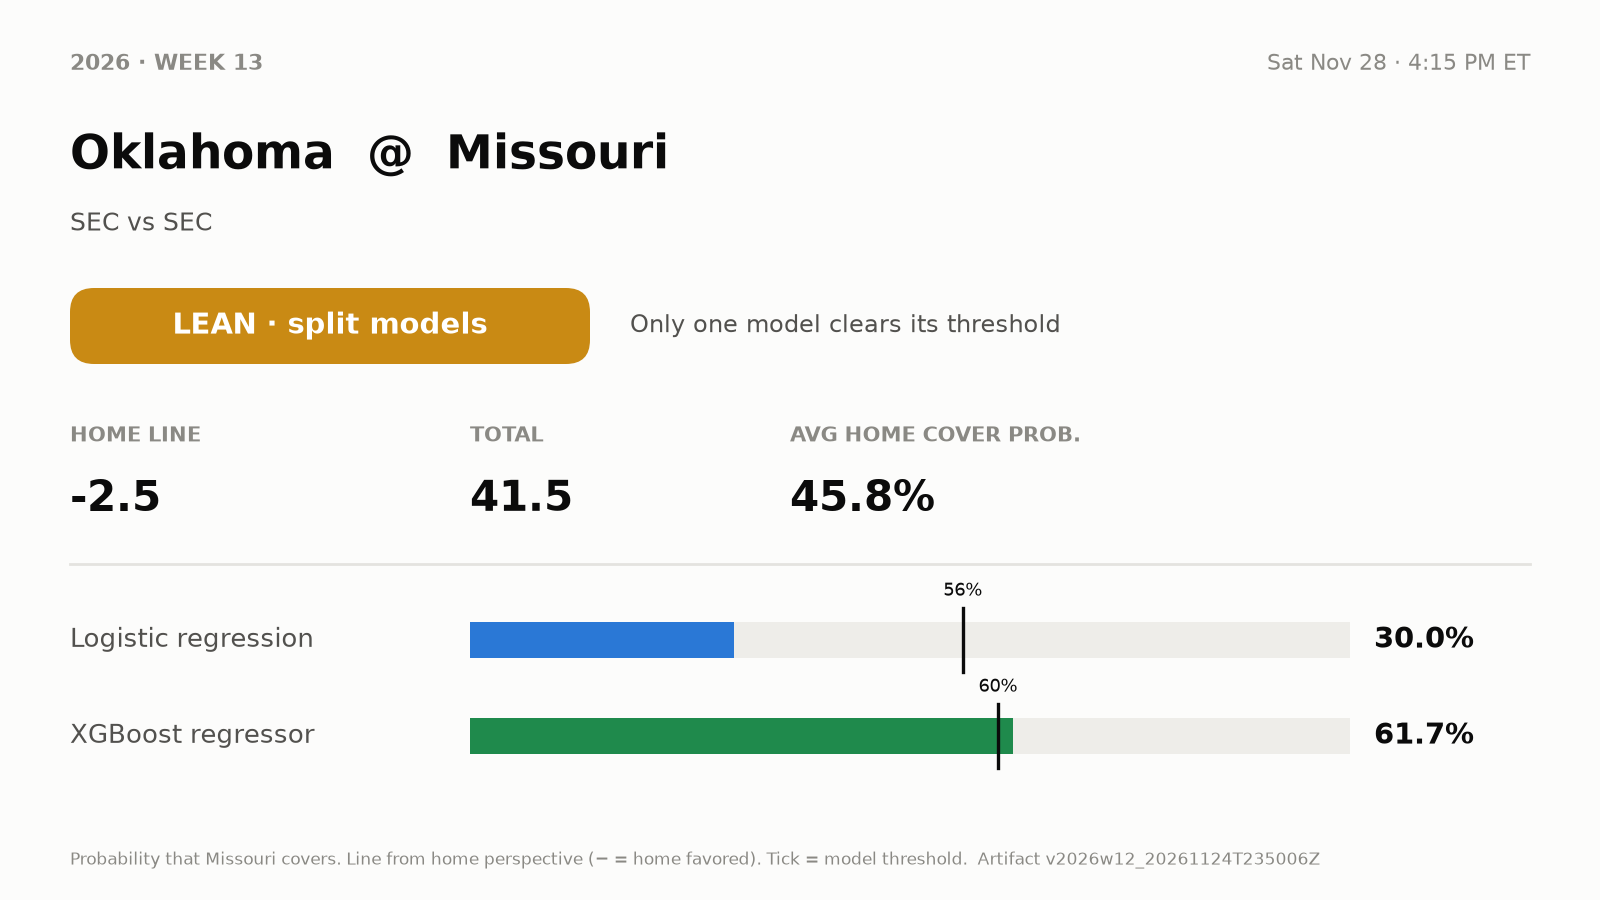 2026 · WEEK 13
Sat Nov 28 · 4:15 PM ET
Oklahoma @ Missouri
SEC vs SEC
LEAN · split models
Only one model clears its threshold
HOME LINE
TOTAL
AVG HOME COVER PROB.
-2.5
41.5
45.8%
56%
Logistic regression
30.0%
60%
XGBoost regressor
61.7%
Probability that Missouri covers. Line from home perspective (− = home favored). Tick = model threshold. Artifact v2026w12_20261124T235006Z